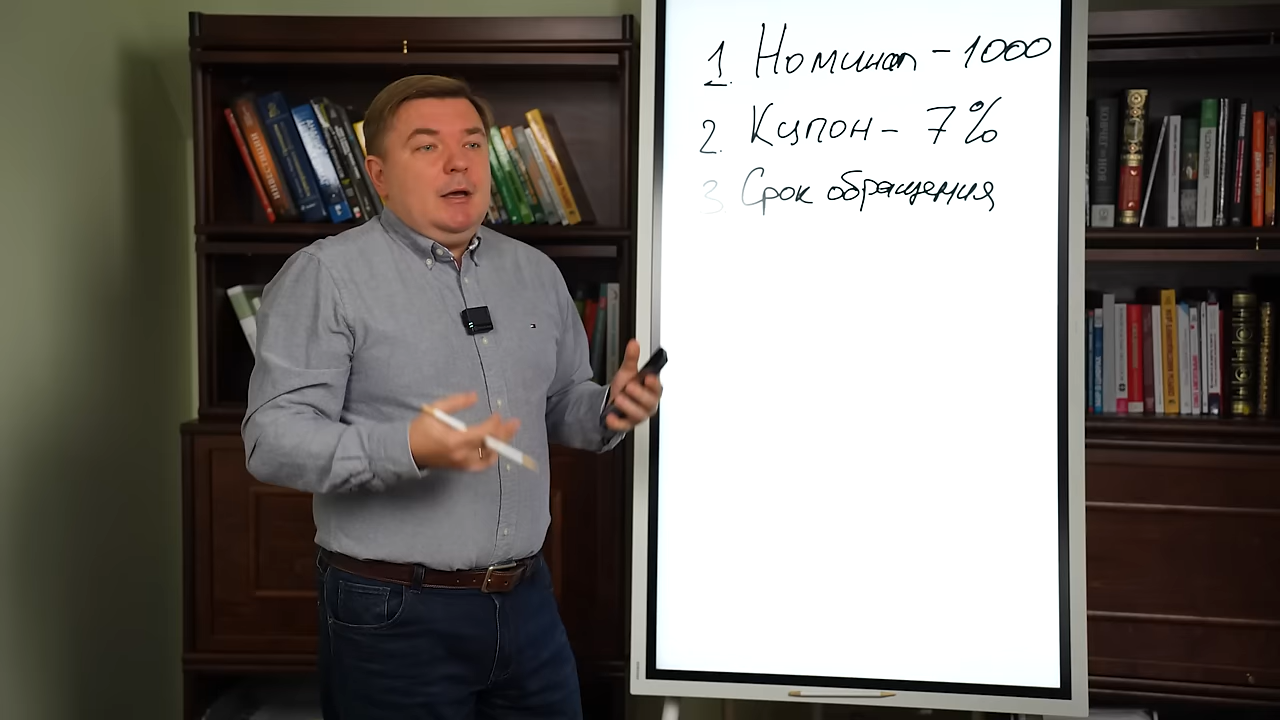 1. Номинал - 1000
2. Купон - 7%
3. Срок обращения